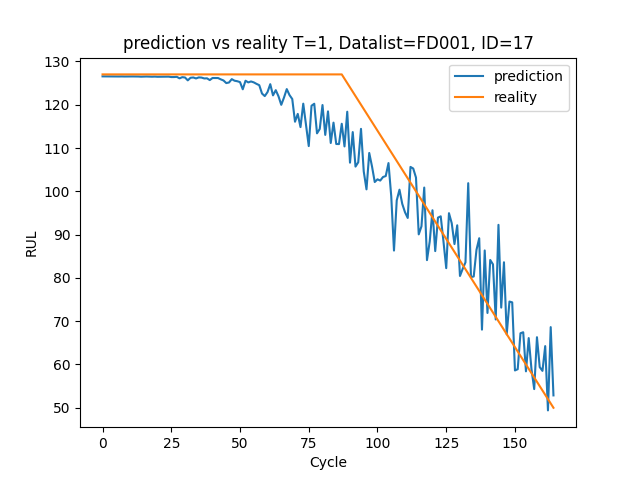 prediction vs reality T=1, Datalist=FD001, ID=17
prediction
reality
RUL
130
120
110
100
90
80
70
60
50
0 25 50 75 100 125 150
Cycle